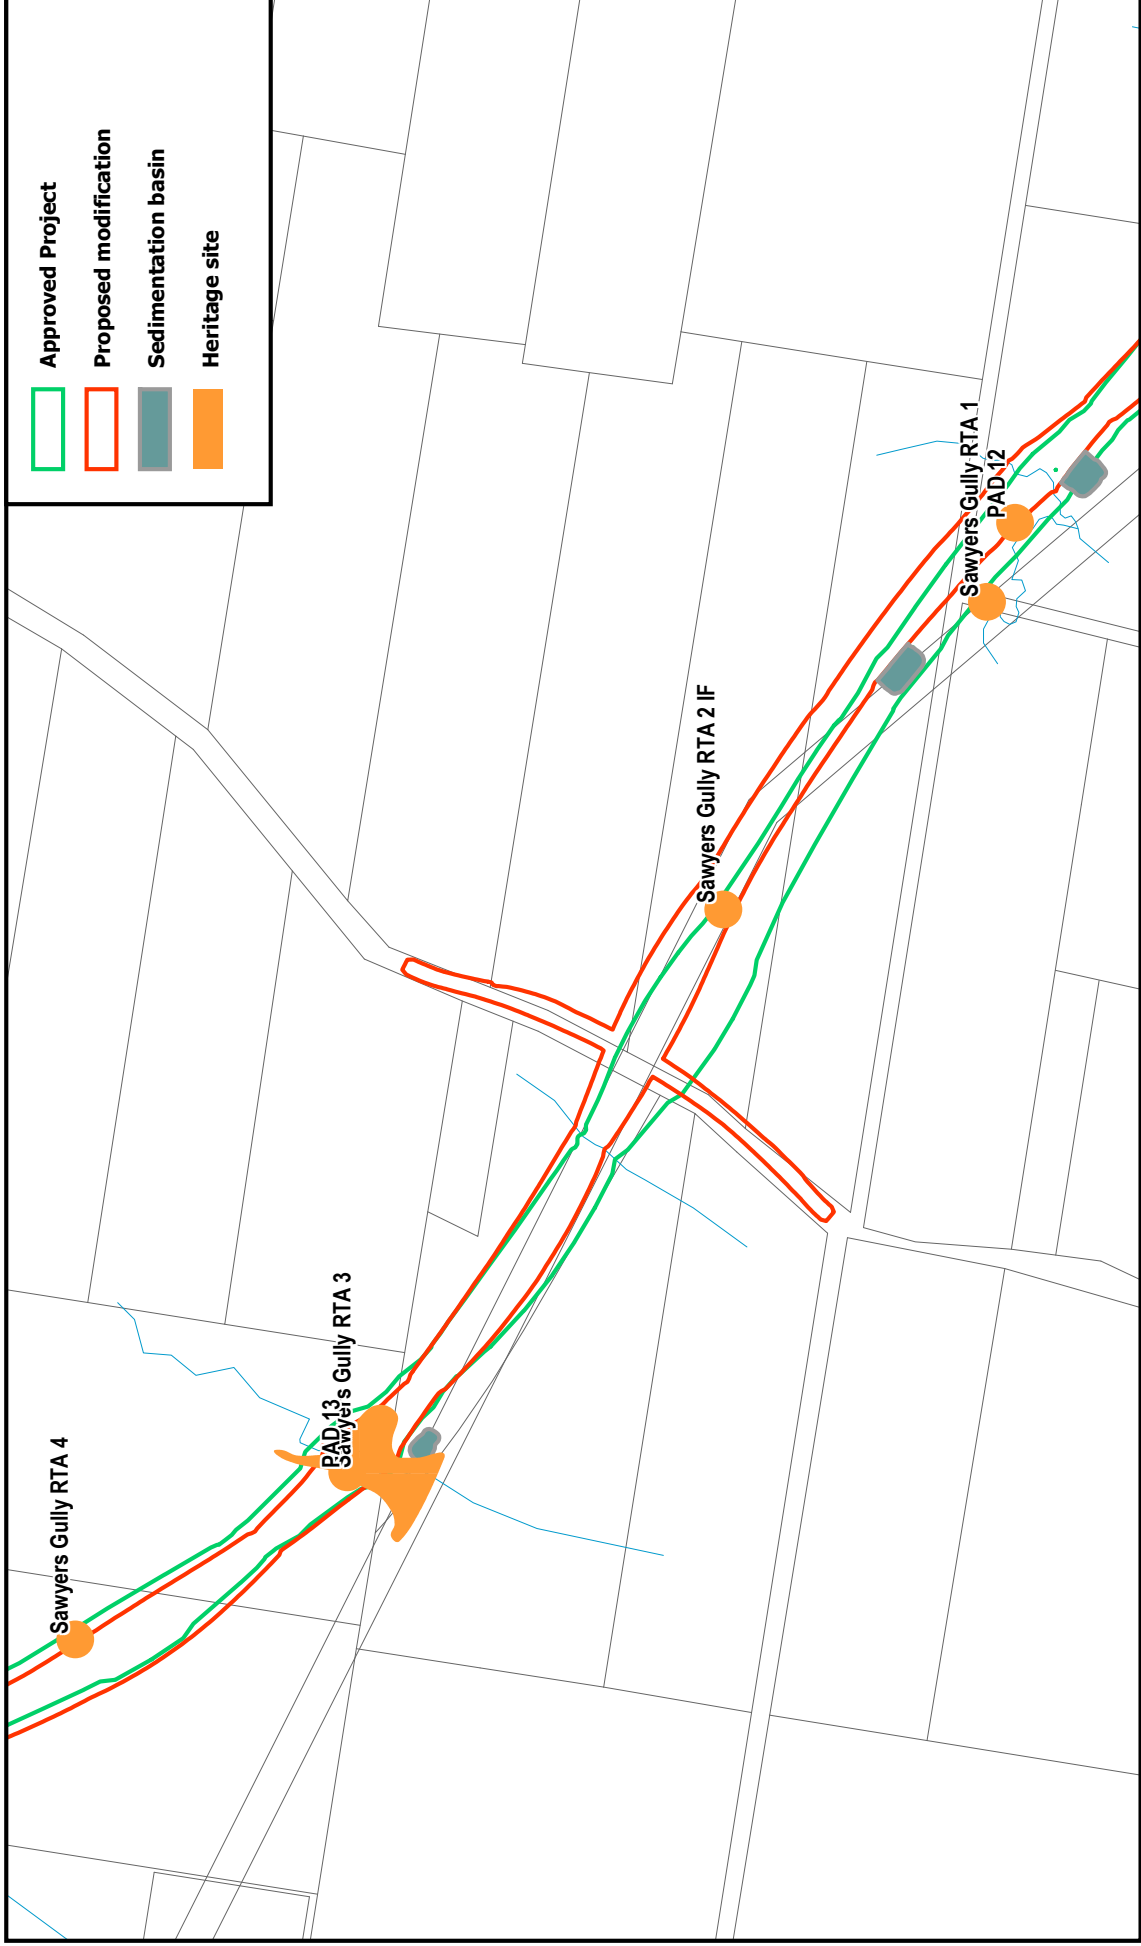 Approved Project
Proposed modification
Sedimentation basin
Heritage site
Sawyers Gully RTA 4
PAD 13
Sawyers Gully RTA 3
Sawyers Gully RTA 2 IF
Sawyers Gully RTA 1
PAD 12